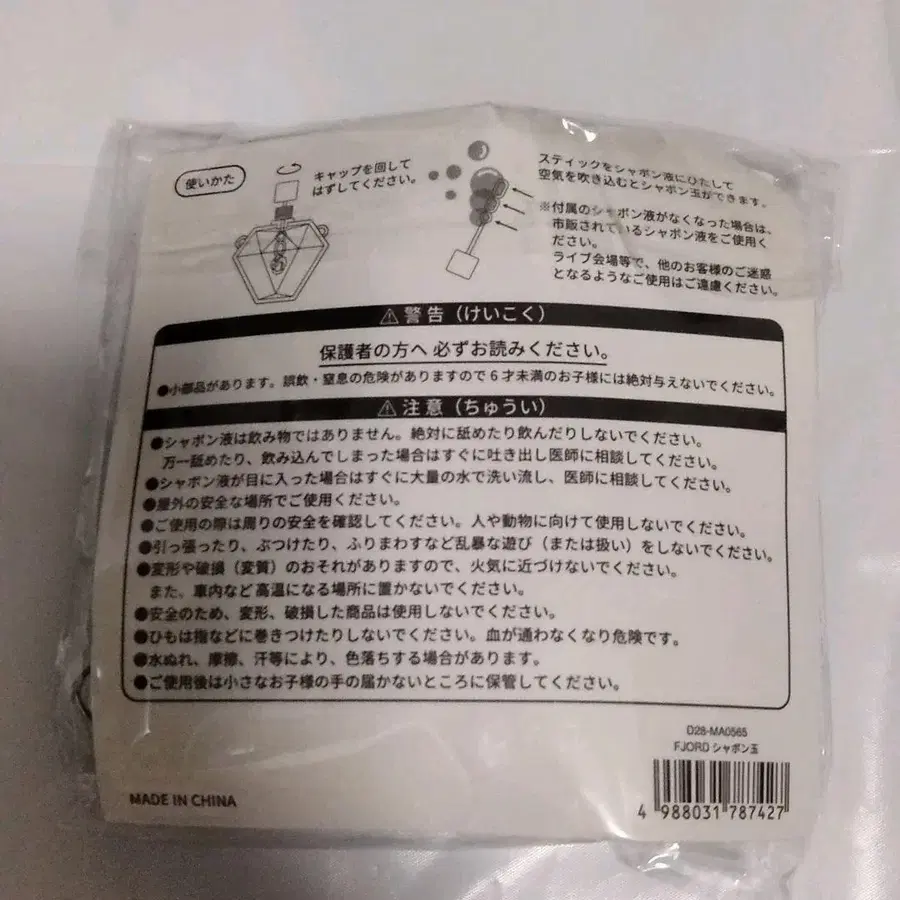 使いかた
キャップを回して
はずしてください。
スティックをシャボン液にひたして
空気を吹き込むとシャボン玉ができます。
※付属のシャボン液がなくなった場合は、
市販されているシャボン液をご使用く
ださい。
ライブ会場等で、他のお客様のご迷惑
となるようなご使用はご遠慮ください。
⚠警告（けいこく）
保護者の方へ 必ずお読みください。
●小部品があります。誤飲・窒息の危険がありますので6才未満のお子様には絶対与えないでください。
⚠注意（ちゅうい）
●シャボン液は飲み物ではありません。絶対に舐めたり飲んだりしないでください。
万一舐めたり、飲み込んでしまった場合はすぐに吐き出し医師に相談してください。
●シャボン液が目に入った場合はすぐに大量の水で洗い流し、医師に相談してください。
●屋外の安全な場所でご使用ください。
●ご使用の際は周りの安全を確認してください。人や動物に向けて使用しないでください。
●引っ張ったり、ぶつけたり、ふりまわすなど乱暴な遊び（または扱い）をしないでください。
●変形や破損（変質）のおそれがありますので、火気に近づけないでください。
また、車内など高温になる場所に置かないでください。
●安全のため、変形、破損した商品は使用しないでください。
●ひもは指などに巻きつけたりしないでください。血が通わなくなり危険です。
●水ぬれ、摩擦、汗等により、色落ちする場合があります。
●ご使用後は小さなお子様の手の届かないところに保管してください。
D28-MA0565
FJORD シャボン玉
MADE IN CHINA
4 988031 787427